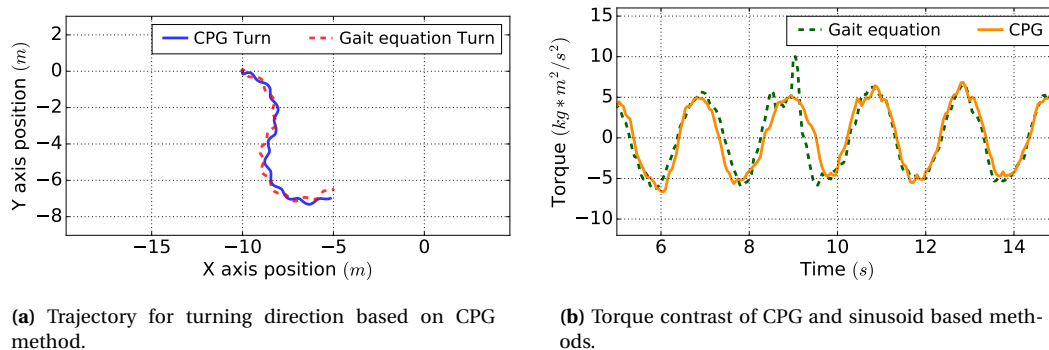 CPG Turn
Gait equation Turn
0
−2
−4
−6
−8
Y axis position (m)
−15
−10
−5
0
X axis position (m)
(a) Trajectory for turning direction based on CPG
method.
Gait equation
CPG
15
10
5
0
−5
−10
Torque (kg ∗ m²/s²)
6
8
10
12
14
Time (s)
(b) Torque contrast of CPG and sinusoid based meth-
ods.